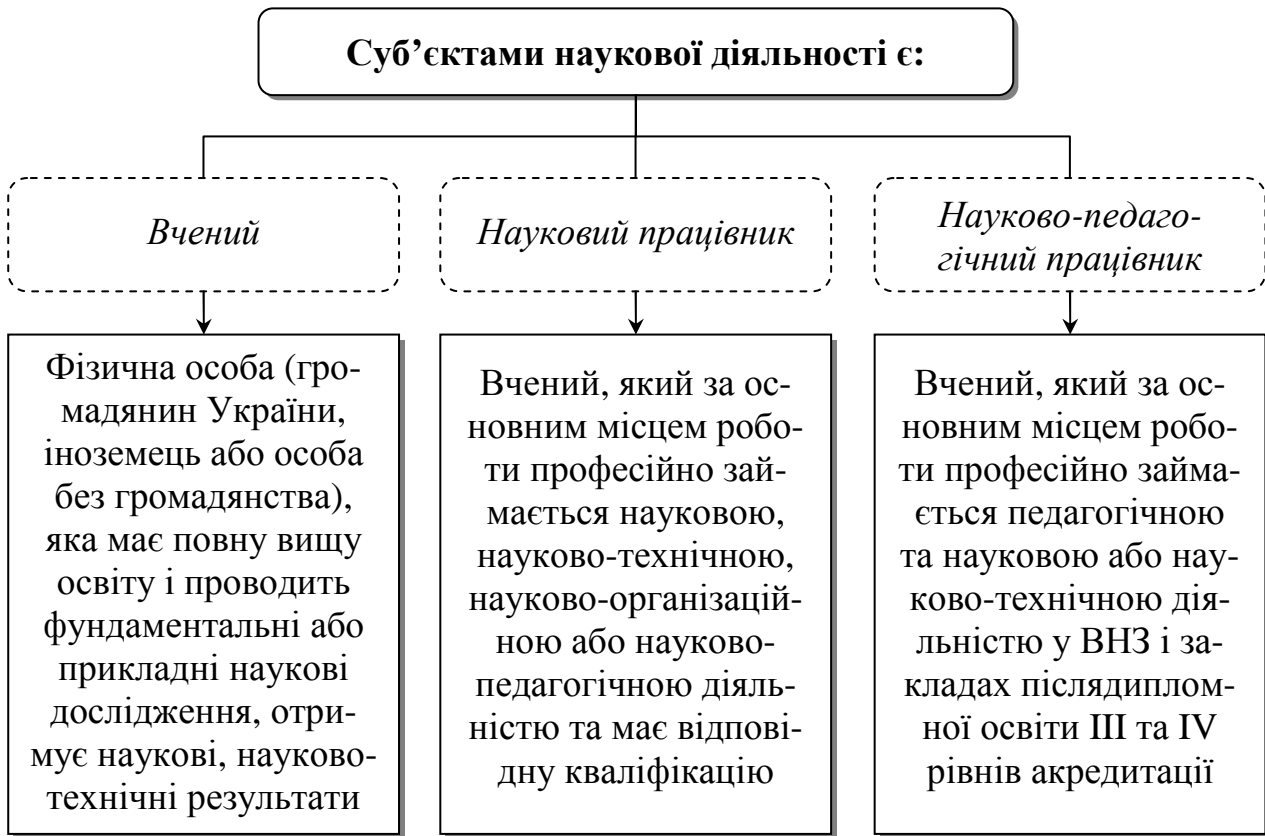 Суб’єктами наукової діяльності є:
Вчений
Науковий працівник
Науково-педаго-
гічний працівник
Фізична особа (гро-
мадянин України,
іноземець або особа
без громадянства),
яка має повну вищу
освіту і проводить
фундаментальні або
прикладні наукові
дослідження, отри-
мує наукові, науково-
технічні результати
Вчений, який за ос-
новним місцем робо-
ти професійно зай-
мається науковою,
науково-технічною,
науково-організацій-
ною або науково-
педагогічною діяль-
ністю та має відпові-
дну кваліфікацію
Вчений, який за ос-
новним місцем робо-
ти професійно займа-
ється педагогічною
та науковою або нау-
ково-технічною дія-
льністю у ВНЗ і за-
кладах післядиплом-
ної освіти III та IV
рівнів акредитації